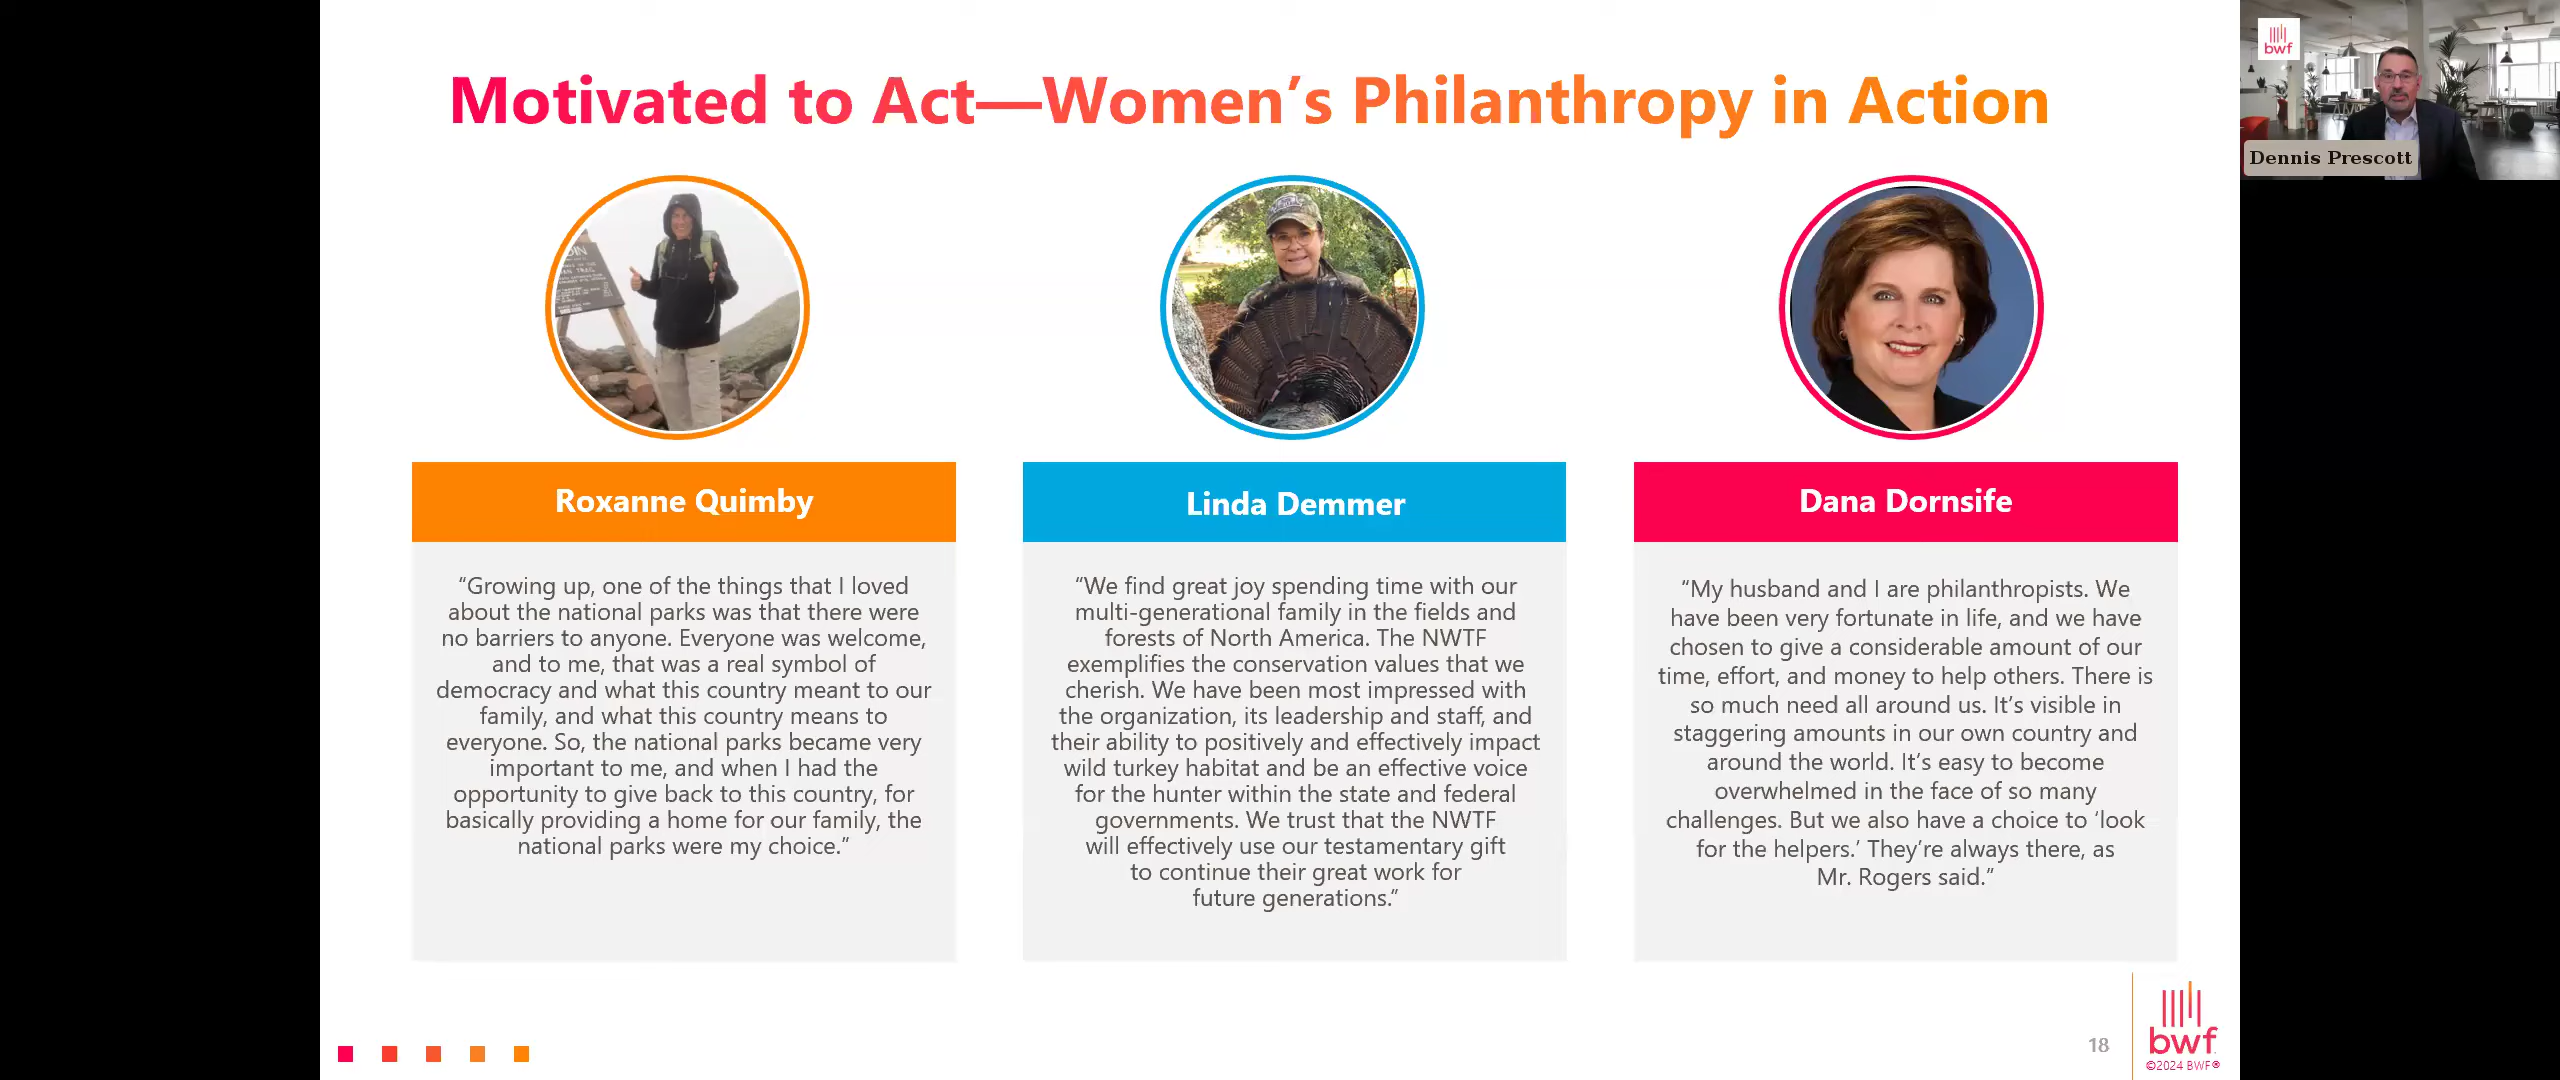 Motivated to Act—Women’s Philanthropy in Action
bwf
Dennis Prescott
Roxanne Quimby
“Growing up, one of the things that I loved
about the national parks was that there were
no barriers to anyone. Everyone was welcome,
and to me, that was a real symbol of
democracy and what this country meant to our
family, and what this country means to
everyone. So, the national parks became very
important to me, and when I had the
opportunity to give back to this country, for
basically providing a home for our family, the
national parks were my choice.”
Linda Demmer
“We find great joy spending time with our
multi-generational family in the fields and
forests of North America. The NWTF
exemplifies the conservation values that we
cherish. We have been most impressed with
the organization, its leadership and staff, and
their ability to positively and effectively impact
wild turkey habitat and be an effective voice
for the hunter within the state and federal
governments. We trust that the NWTF
will effectively use our testamentary gift
to continue their great work for
future generations.”
Dana Dornsife
“My husband and I are philanthropists. We
have been very fortunate in life, and we have
chosen to give a considerable amount of our
time, effort, and money to help others. There is
so much need all around us. It’s visible in
staggering amounts in our own country and
around the world. It’s easy to become
overwhelmed in the face of so many
challenges. But we also have a choice to ‘look
for the helpers.’ They’re always there, as
Mr. Rogers said.”
18
bwf
©2024 BWF®